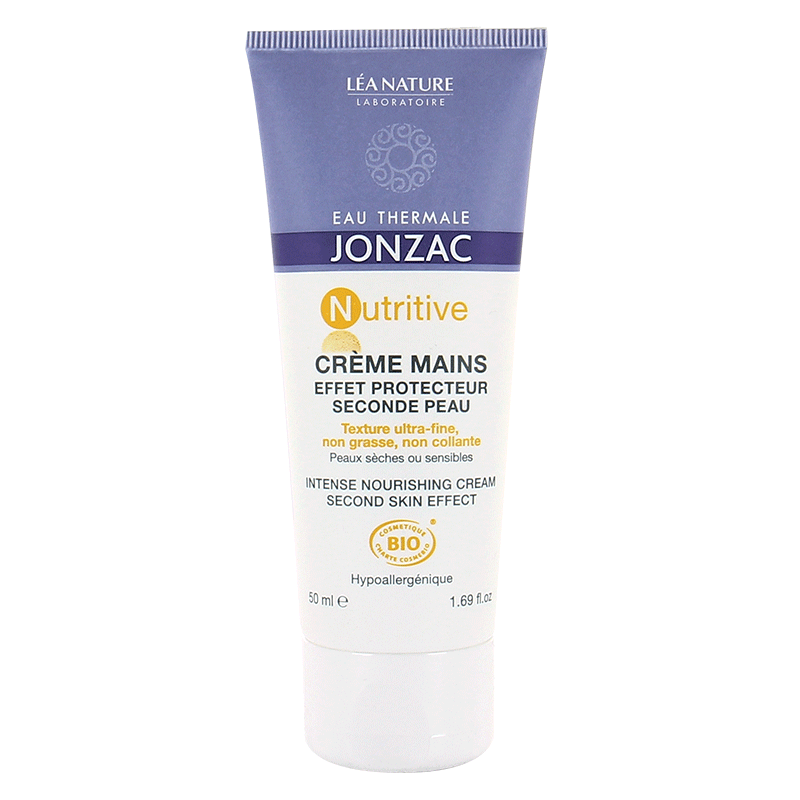 LÉA NATURE
LABORATOIRE
EAU THERMALE
JONZAC
Nutritive
CRÈME MAINS
EFFET PROTECTEUR
SECONDE PEAU
Texture ultra-fine,
non grasse, non collante
Peaux sèches ou sensibles
INTENSE NOURISHING CREAM
SECOND SKIN EFFECT
COSMETIQUE
BIO
CHARTE COSMÉBIO
®
Hypoallergénique
50 ml e 1.69 fl.oz